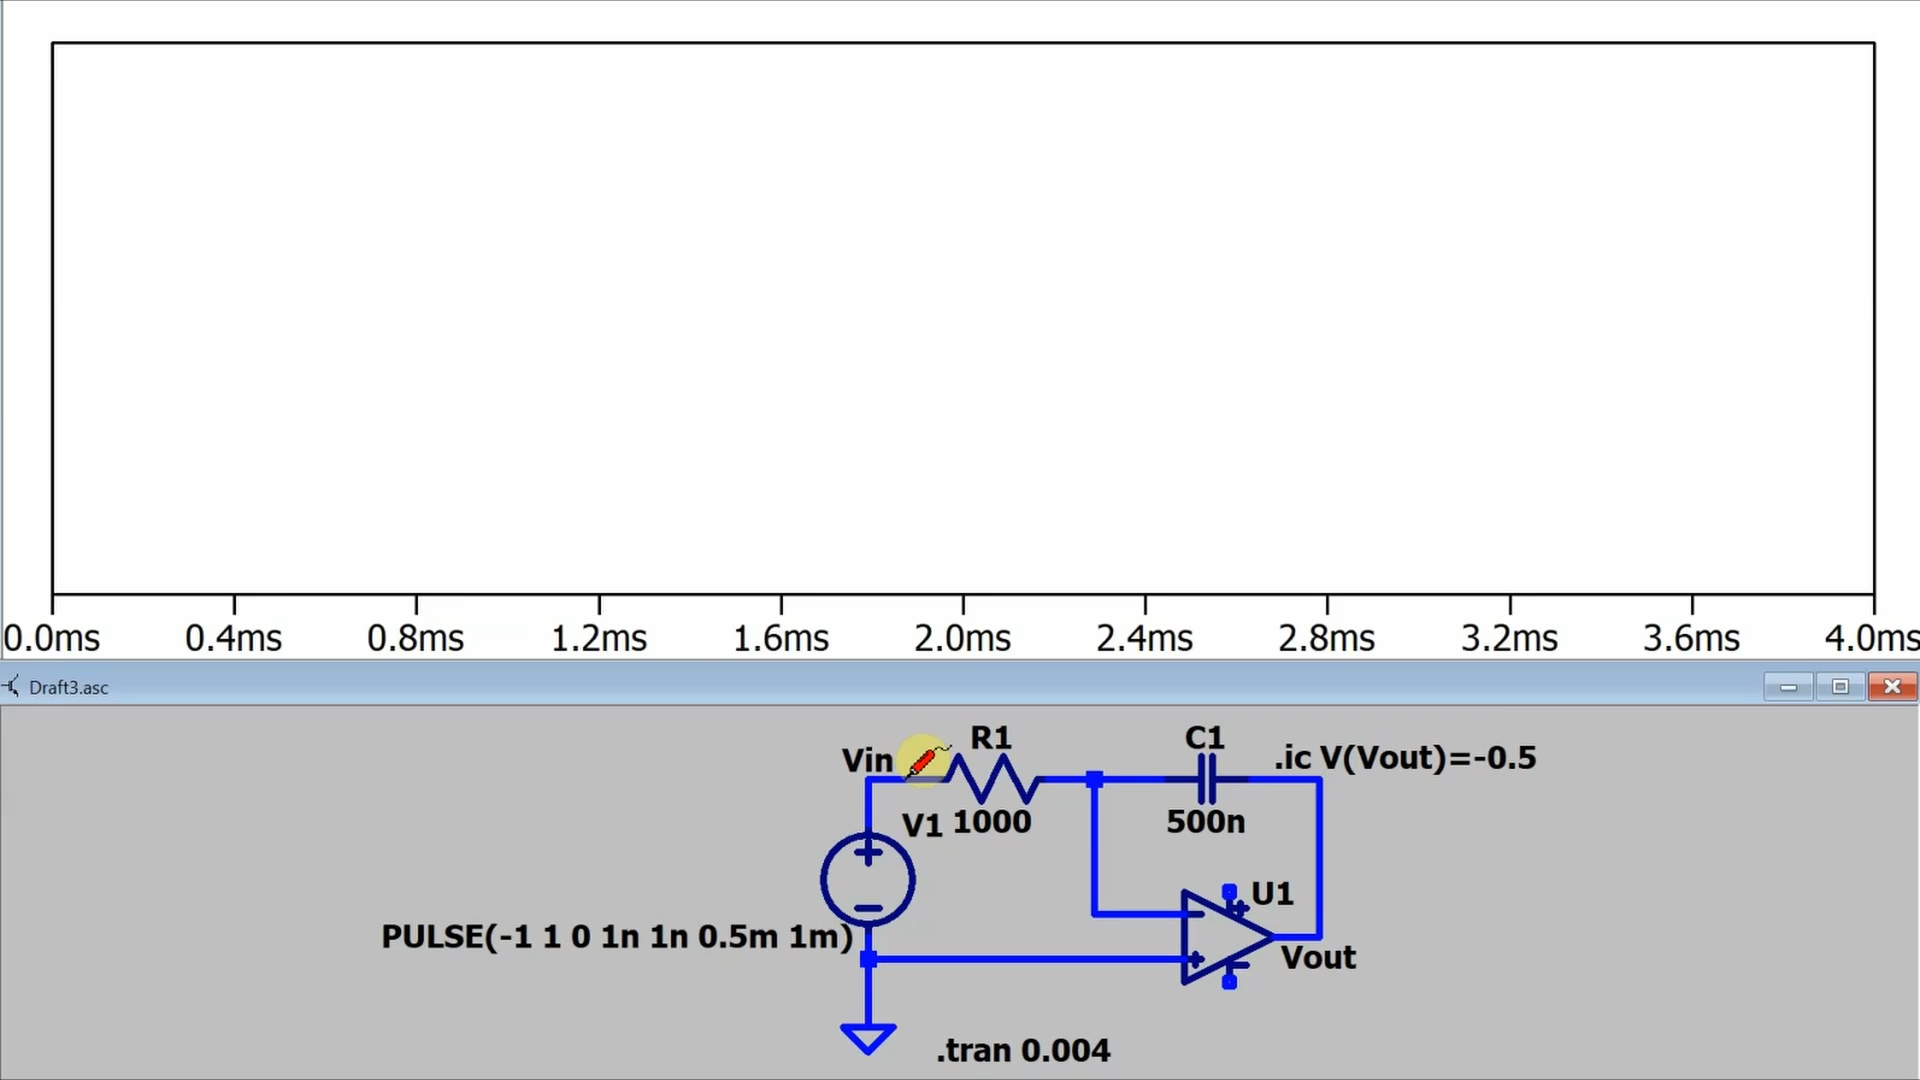 0.0ms 0.4ms 0.8ms 1.2ms 1.6ms 2.0ms 2.4ms 2.8ms 3.2ms 3.6ms 4.0ms
Draft3.asc
R1 C1
Vin .ic V(Vout)=-0.5
V1 1000 500n
U1
PULSE(-1 1 0 1n 1n 0.5m 1m)
Vout
.tran 0.004